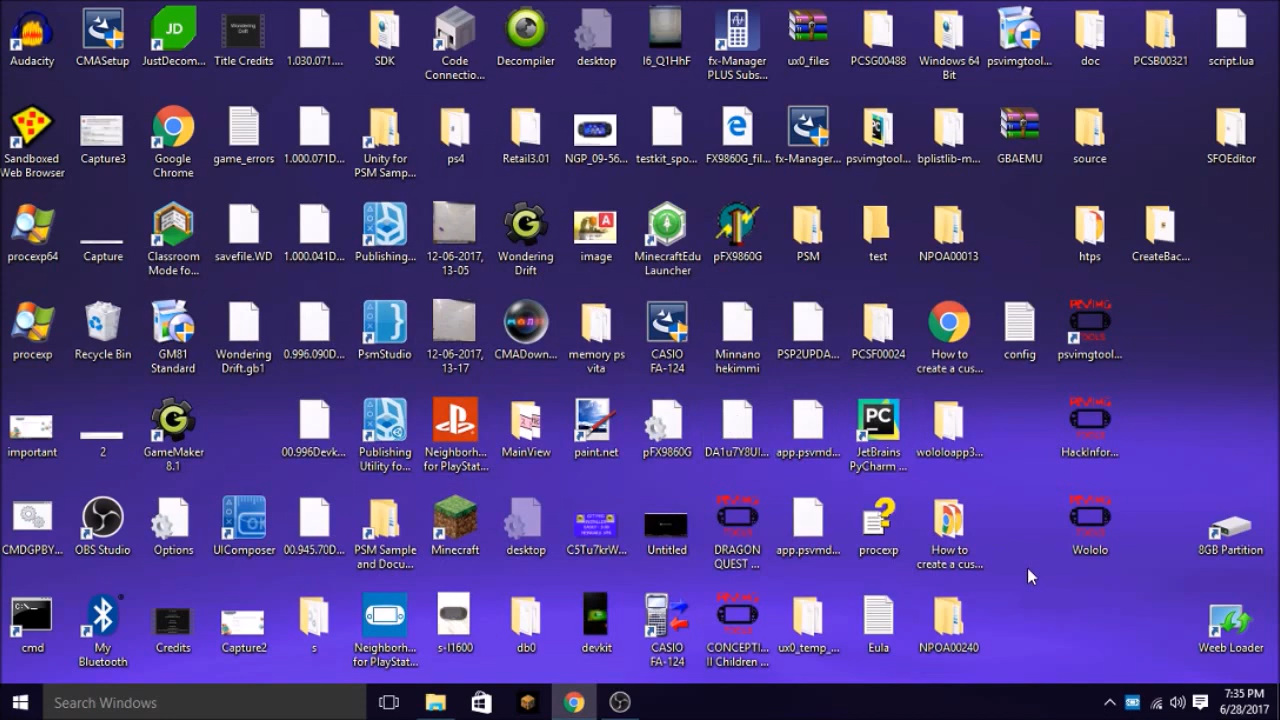 Audacity
CMASetup
JustDecom...
Title Credits
1.030.071....
SDK
Code
Connectio...
Decompiler
desktop
I6_Q1HhF
fx-Manager
PLUS Subs...
ux0_files
PCSG00488
Windows 64
Bit
psvimgtool...
doc
PCSB00321
script.lua
Sandboxed
Web Browser
Capture3
Google
Chrome
game_errors
1.000.071D...
Unity for
PSM Samp...
ps4
Retail3.01
NGP_09-56...
testkit_spo...
FX9860G_fil...
fx-Manager...
psvimgtool...
bplistlib-m...
GBAEMU
source
SFOEditor
procexp64
Capture
Classroom
Mode fo...
savefile.WD
1.000.041D...
Publishing...
12-06-2017,
13-05
Wondering
Drift
image
MinecraftEdu
Launcher
pFX9860G
PSM
test
NPOA00013
htps
CreateBac...
procexp
Recycle Bin
GM81
Standard
Wondering
Drift.gb1
0.996.090D...
PsmStudio
12-06-2017,
13-17
CMADown...
memory ps
vita
CASIO
FA-124
Minnano
hekimmi
PSP2UPDA...
PCSF00024
How to
create a cus...
config
psvimgtool...
important
2
GameMaker
8.1
00.996Devk...
Publishing
Utility fo...
Neighborh...
for PlayStat...
MainView
paint.net
pFX9860G
DA1u7Y8UI...
app.psvmd...
JetBrains
PyCharm ...
wololoapp3...
HackInfor...
CMDGPBY...
OBS Studio
Options
UIComposer
00.945.70D...
PSM Sample
and Docu...
Minecraft
desktop
C5Tu7krW...
Untitled
DRAGON
QUEST ...
app.psvmd...
procexp
How to
create a cus...
Wololo
8GB Partition
cmd
My
Bluetooth
Credits
Capture2
s
Neighborh...
for PlayStat...
s-l1600
db0
devkit
CASIO
FA-124
CONCEPTI...
II Children ...
ux0_temp_...
Eula
NPOA00240
Weeb Loader
Search Windows
7:35 PM
6/28/2017